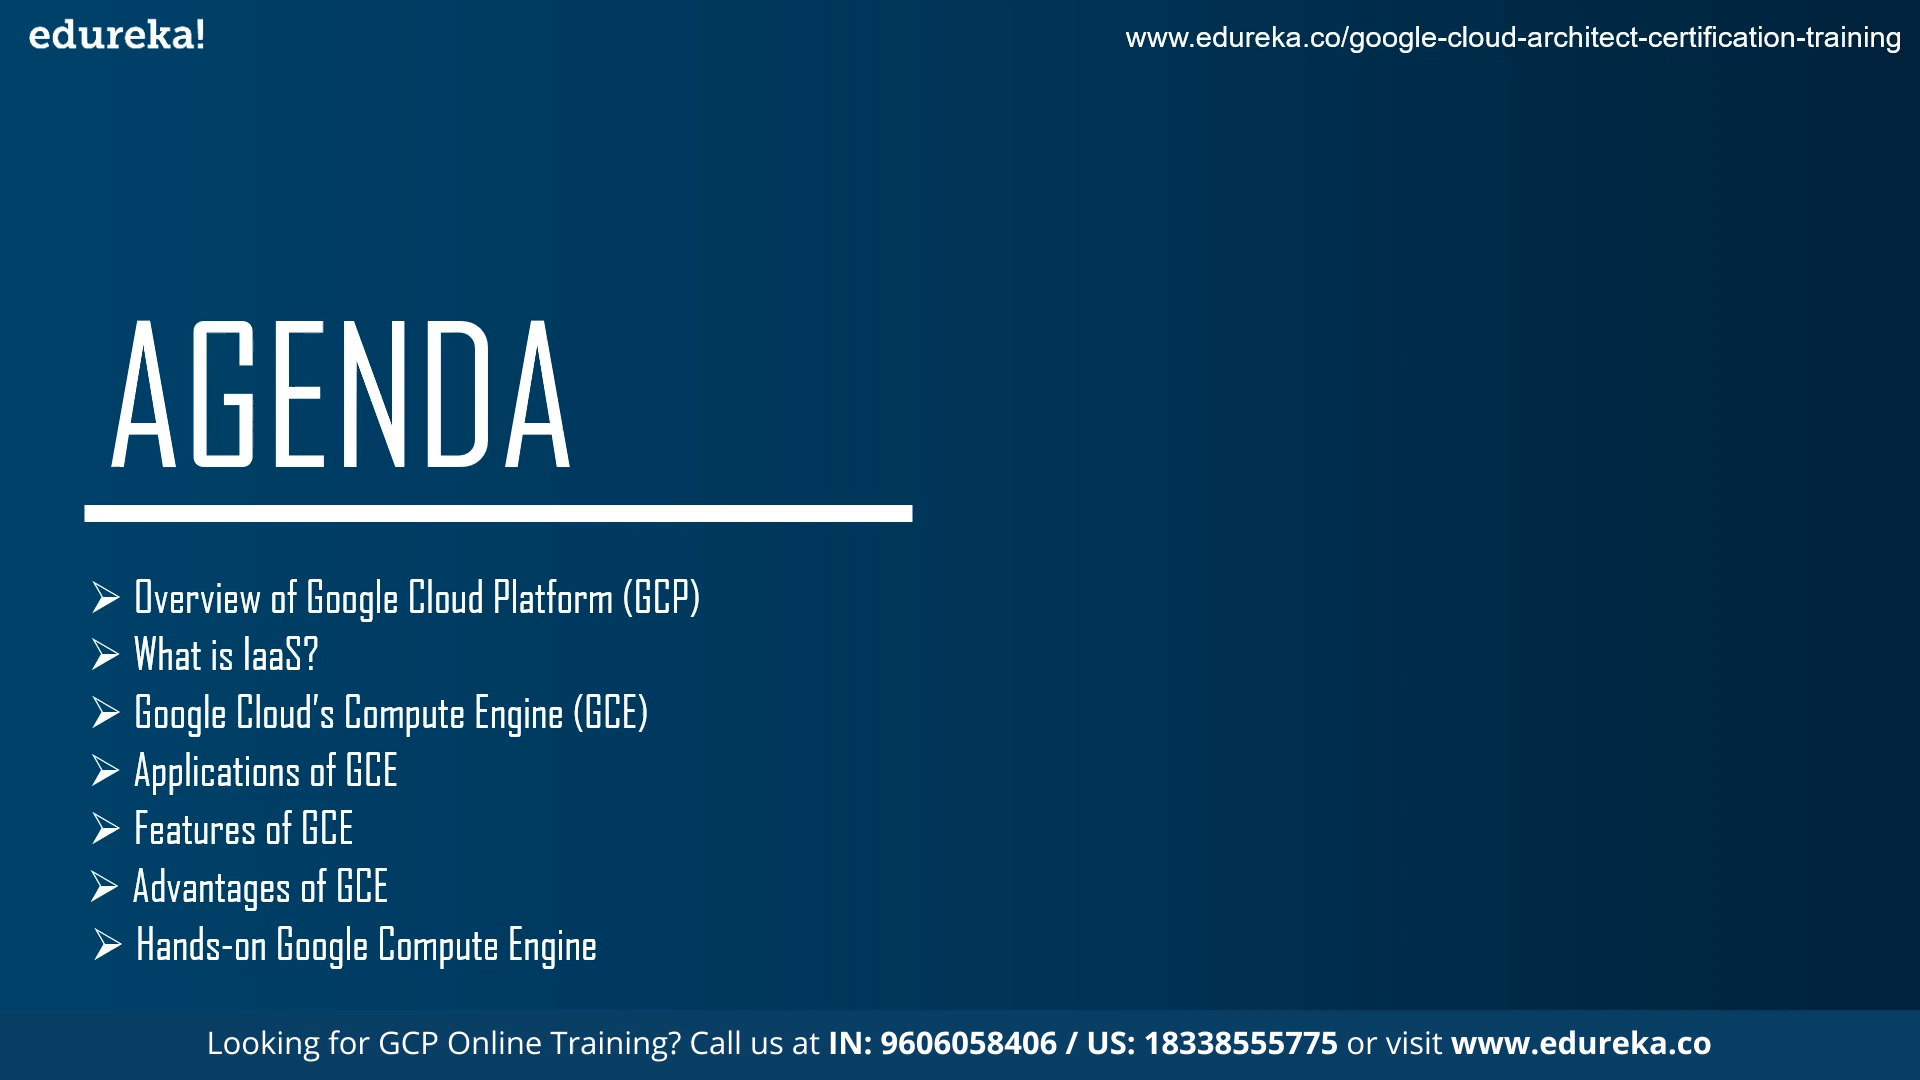 edureka!
www.edureka.co/google-cloud-architect-certification-training
AGENDA
➢ Overview of Google Cloud Platform (GCP)
➢ What is IaaS?
➢ Google Cloud’s Compute Engine (GCE)
➢ Applications of GCE
➢ Features of GCE
➢ Advantages of GCE
➢ Hands-on Google Compute Engine
Looking for GCP Online Training? Call us at IN: 9606058406 / US: 18338555775 or visit www.edureka.co